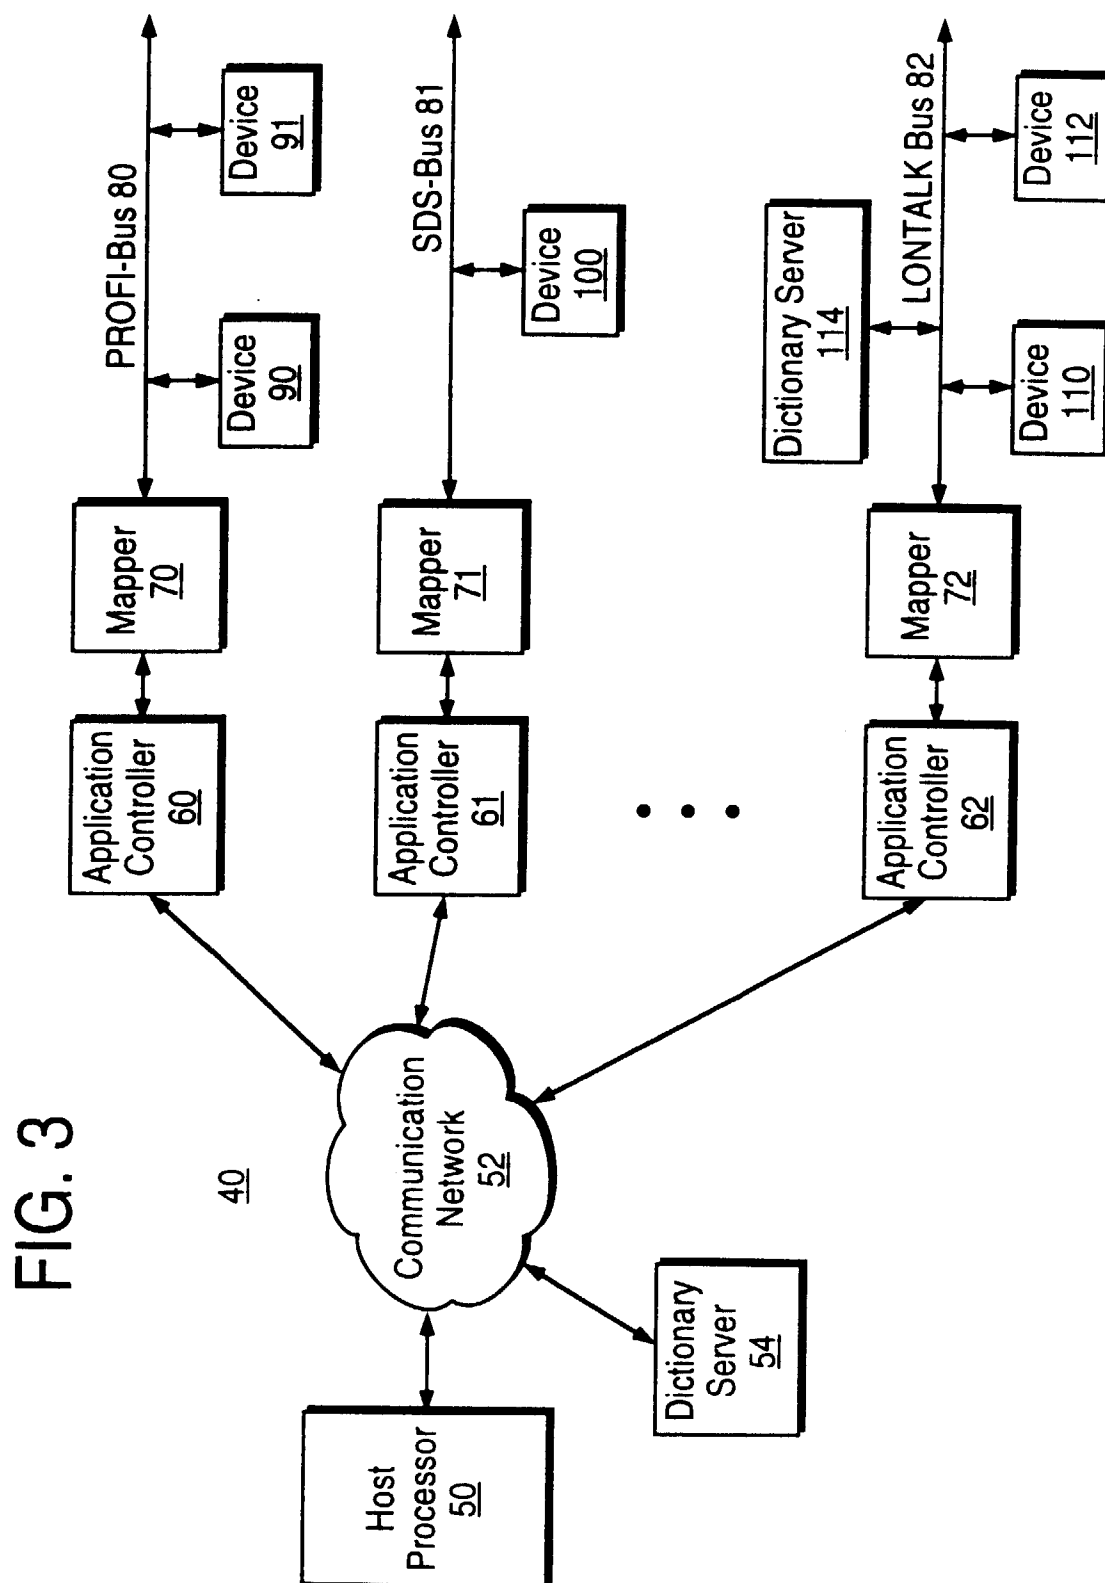 FIG. 3
40
Host
Processor
50
Communication
Network
52
Dictionary
Server
54
Application
Controller
60
Mapper
70
PROFI-Bus 80
Device
90
Device
91
Application
Controller
61
Mapper
71
SDS-Bus 81
Device
100
Application
Controller
62
Mapper
72
Dictionary Server
114
LONTALK Bus 82
Device
110
Device
112